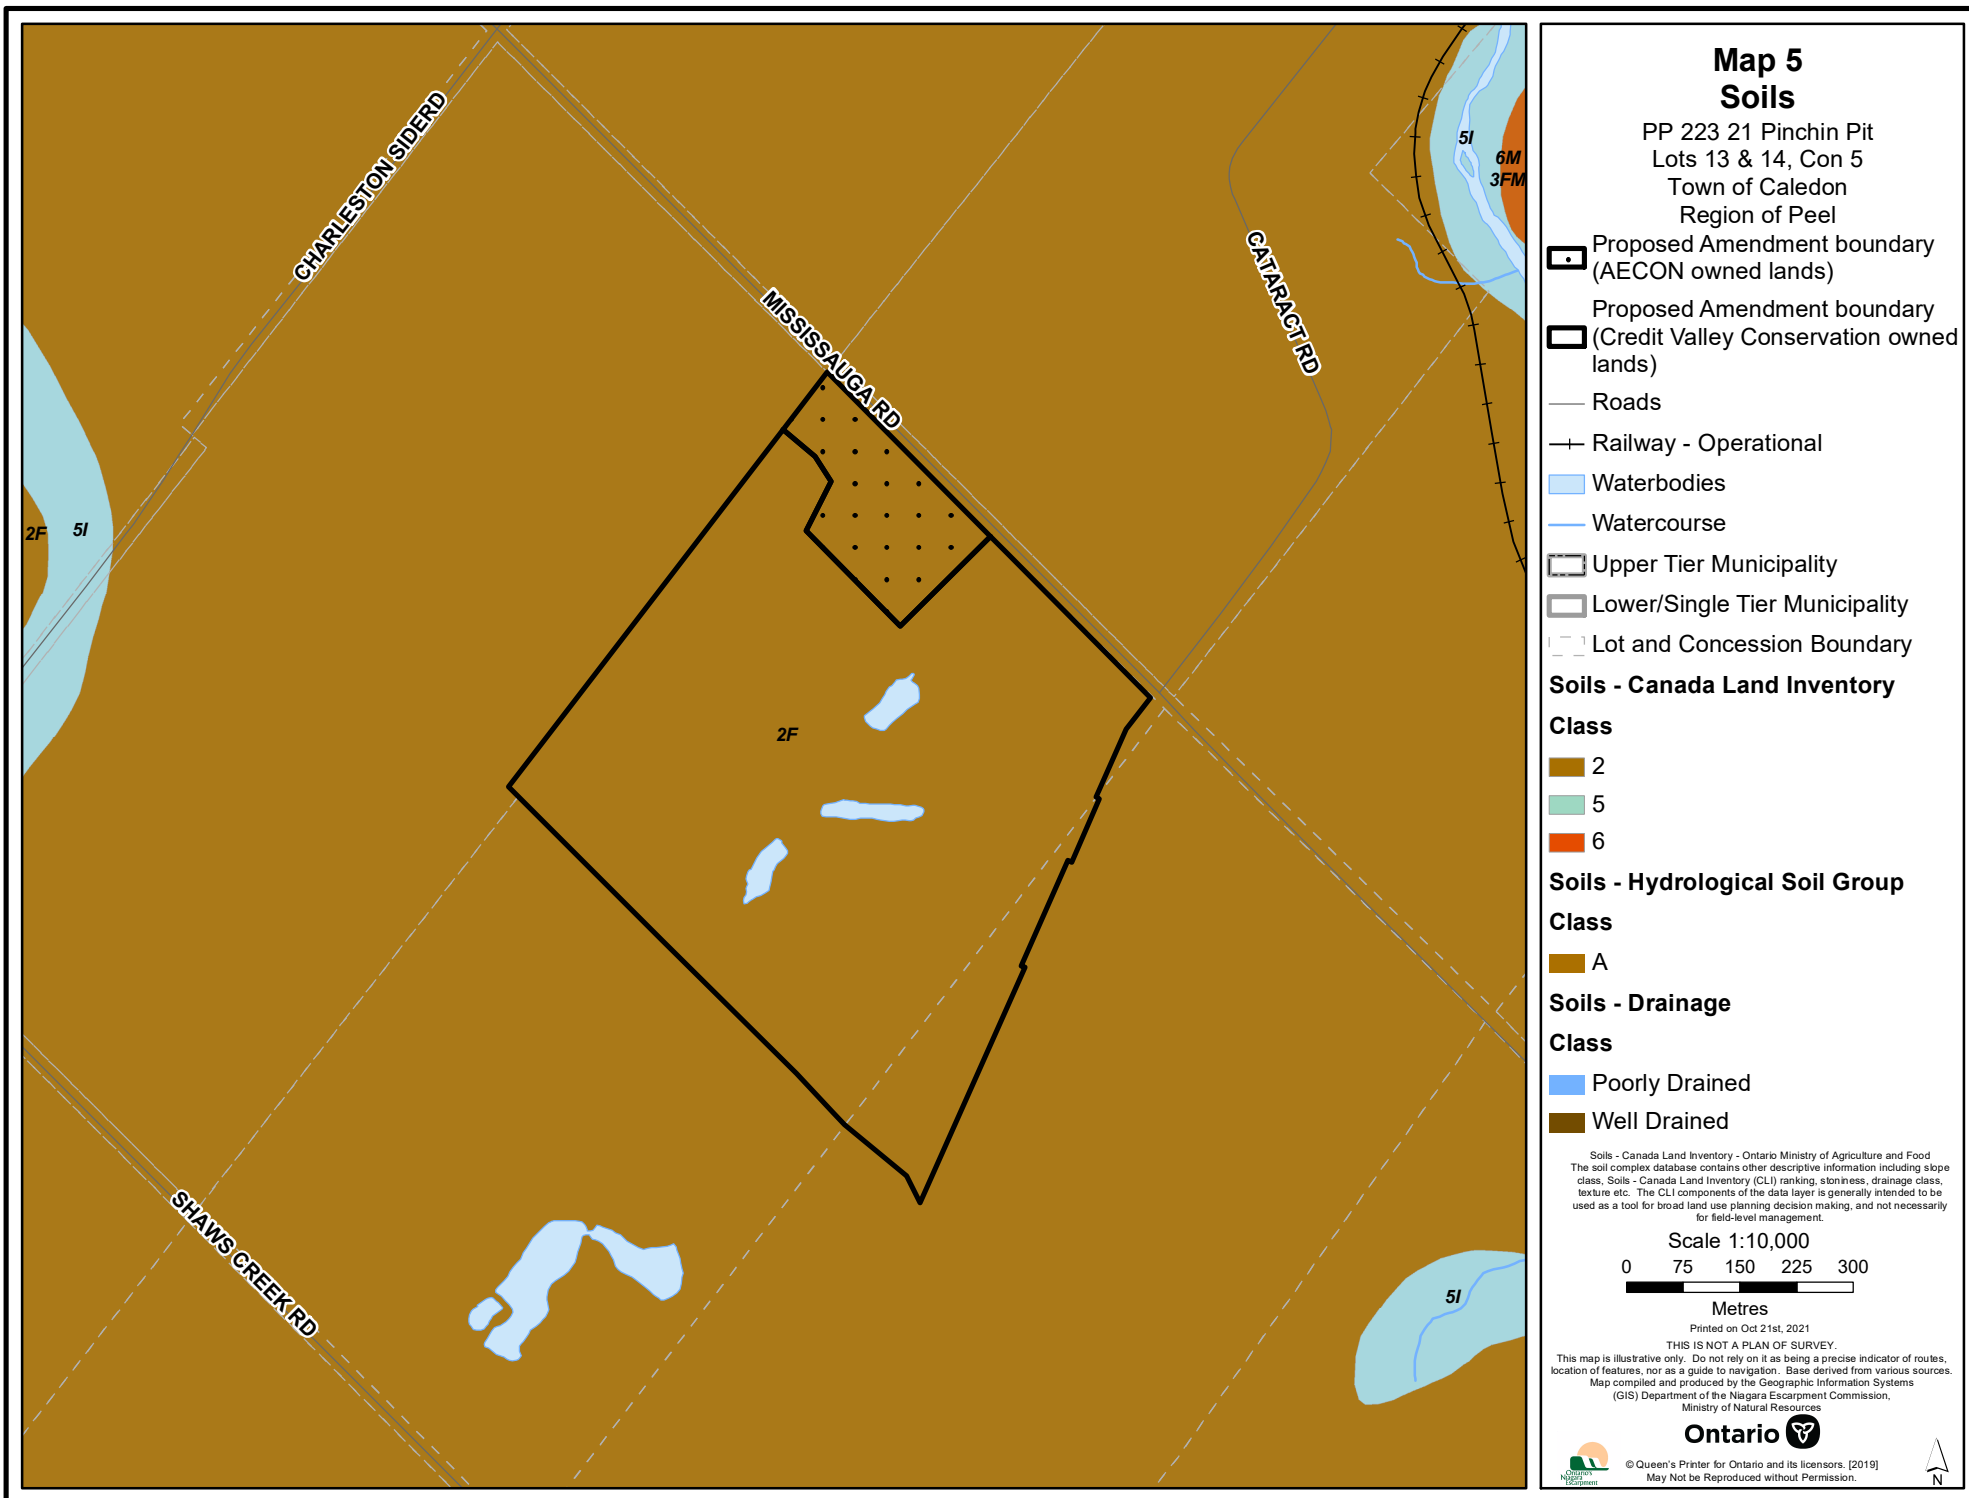 CHARLESTON SIDERD
MISSISSAUGA RD
CATARACT RD
SHAWS CREEK RD
5I
6M
3FM
2F
5I
2F
5I
Map 5
Soils
PP 223 21 Pinchin Pit
Lots 13 & 14, Con 5
Town of Caledon
Region of Peel
Proposed Amendment boundary
(AECON owned lands)
Proposed Amendment boundary
(Credit Valley Conservation owned
lands)
Roads
Railway - Operational
Waterbodies
Watercourse
Upper Tier Municipality
Lower/Single Tier Municipality
Lot and Concession Boundary
Soils - Canada Land Inventory
Class
2
5
6
Soils - Hydrological Soil Group
Class
A
Soils - Drainage
Class
Poorly Drained
Well Drained
Soils - Canada Land Inventory - Ontario Ministry of Agriculture and Food
The soil complex database contains other descriptive information including slope
class, Soils - Canada Land Inventory (CLI) ranking, stoniness, drainage class,
texture etc. The CLI components of the data layer is generally intended to be
used as a tool for broad land use planning decision making, and not necessarily
for field-level management.
Scale 1:10,000
0 75 150 225 300
Metres
Printed on Oct 21st, 2021
THIS IS NOT A PLAN OF SURVEY.
This map is illustrative only. Do not rely on it as being a precise indicator of routes,
location of features, nor as a guide to navigation. Base derived from various sources.
Map compiled and produced by the Geographic Information Systems
(GIS) Department of the Niagara Escarpment Commission,
Ministry of Natural Resources
Ontario
Ontario's
Niagara
Escarpment
© Queen's Printer for Ontario and its licensors. [2019]
May Not be Reproduced without Permission.
N